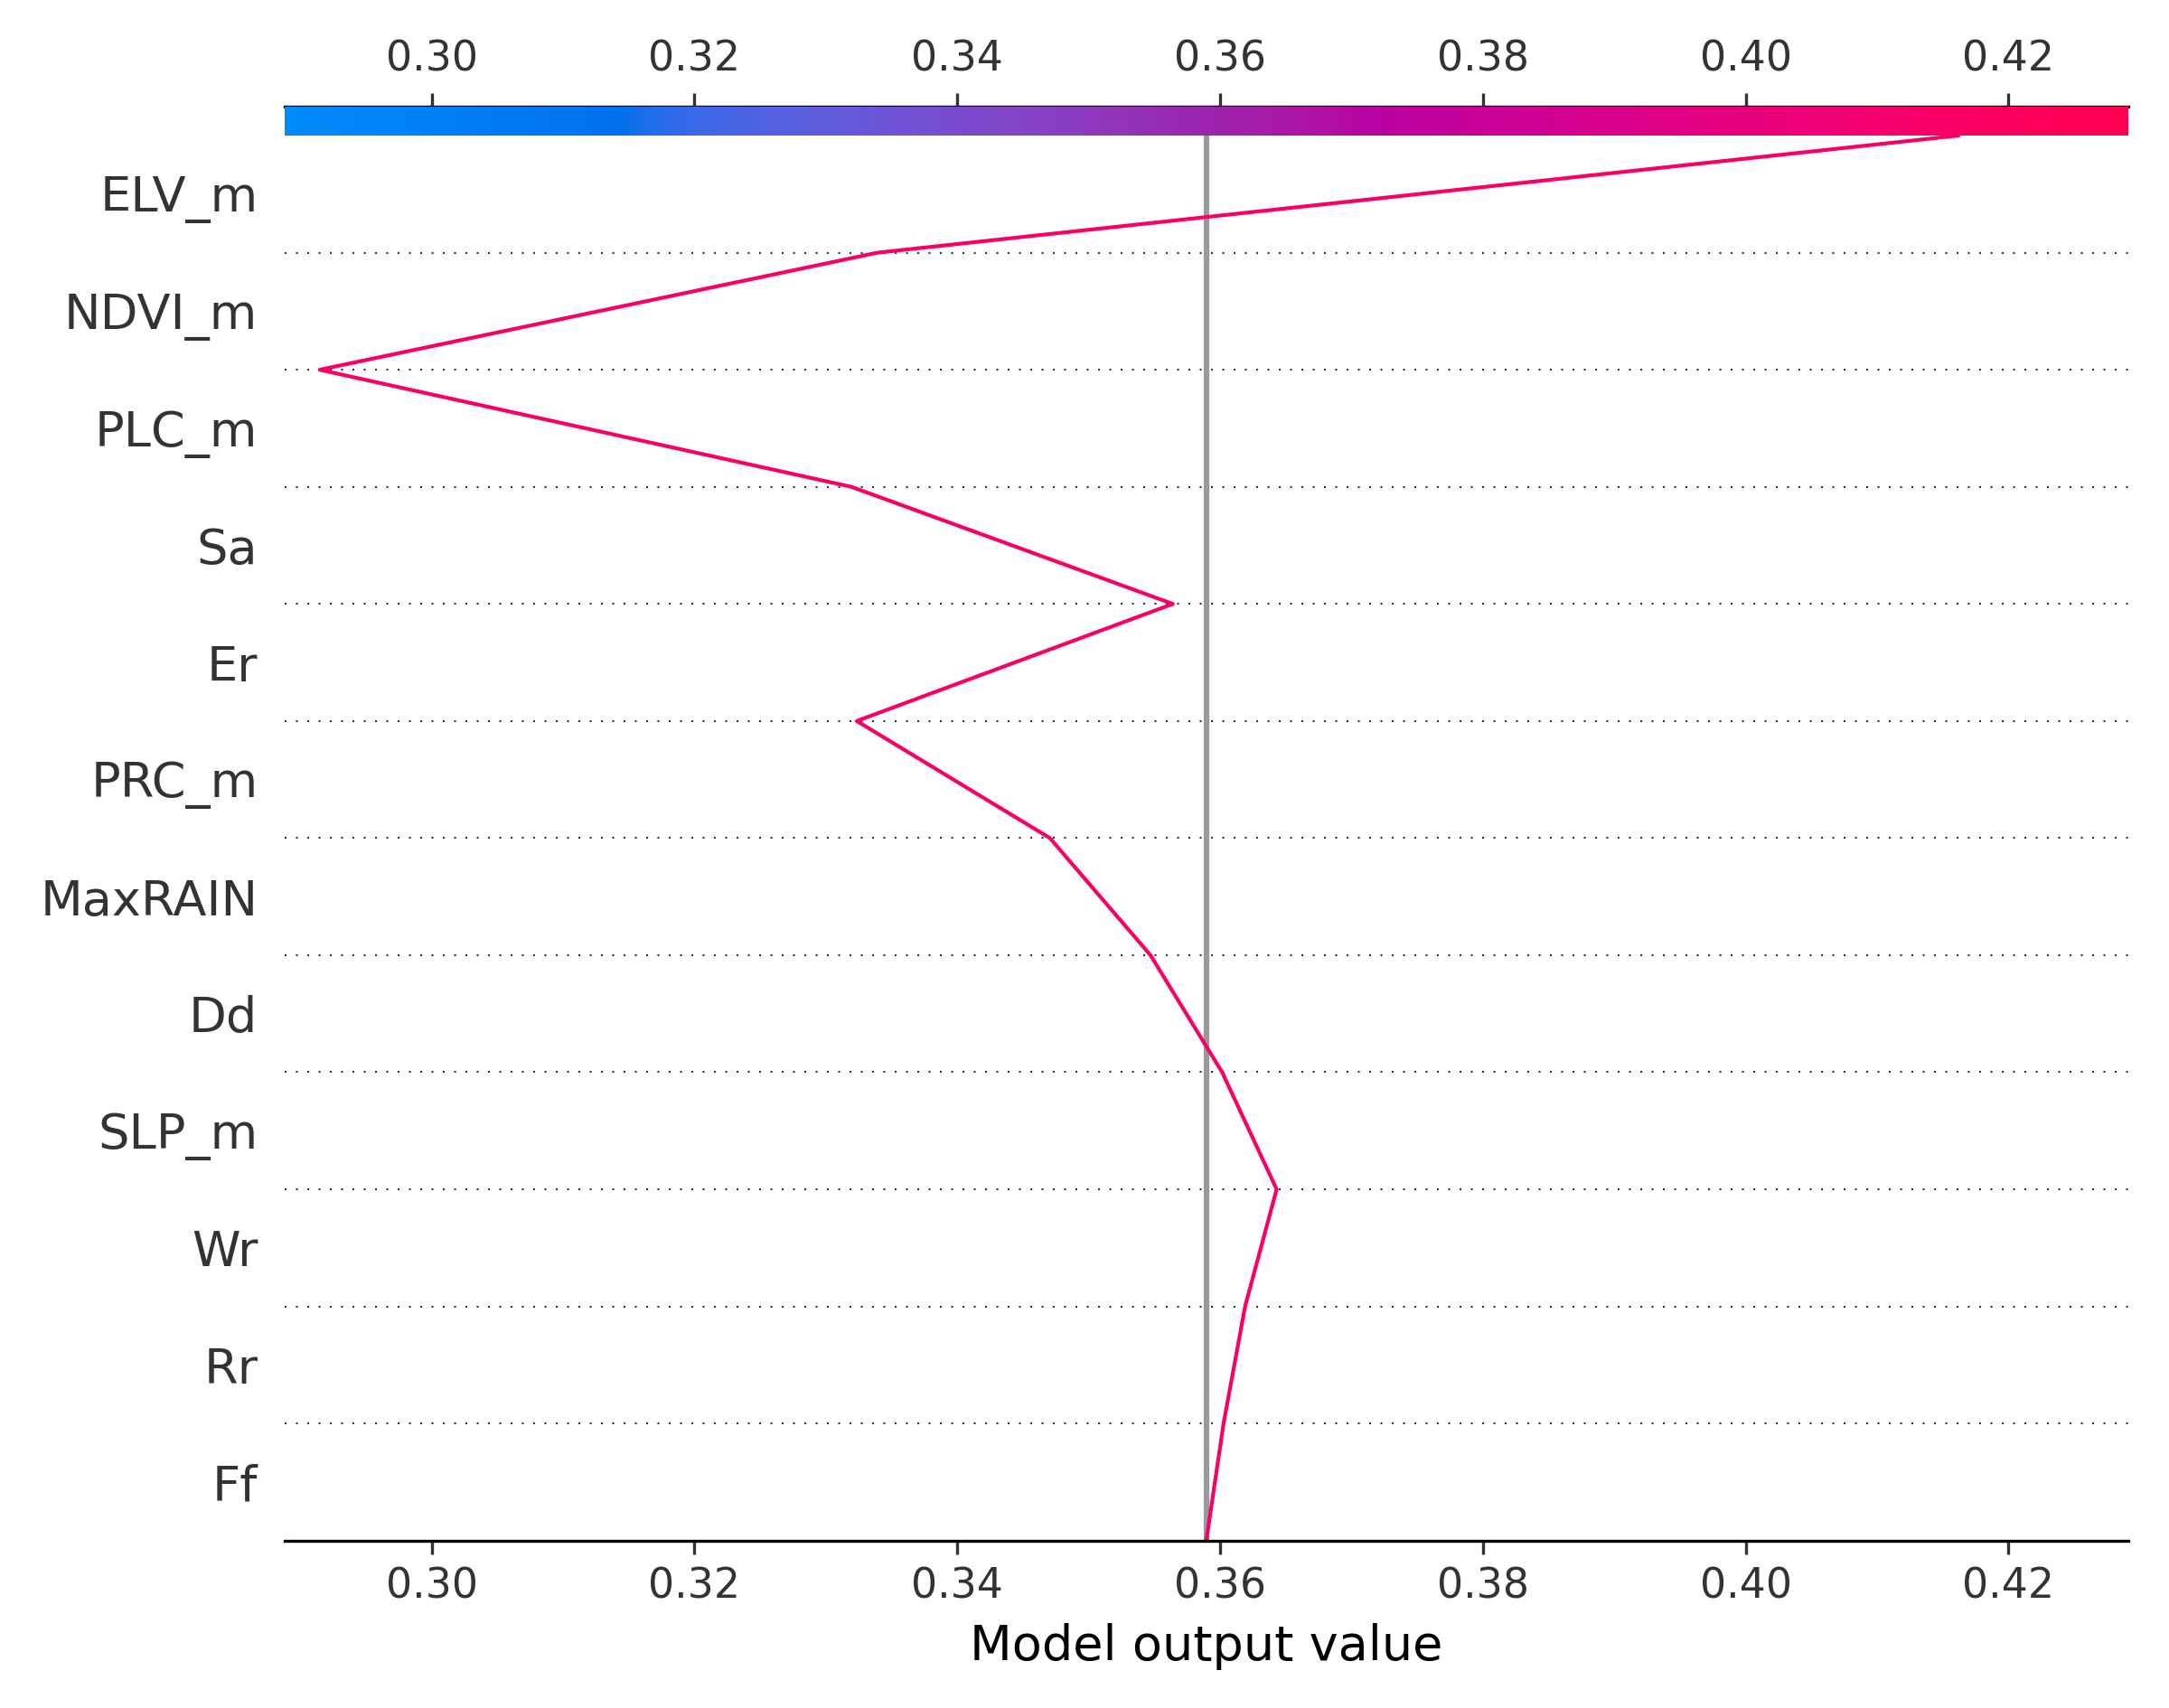 0.30 0.32 0.34 0.36 0.38 0.40 0.42
ELV_m
NDVI_m
PLC_m
Sa
Er
PRC_m
MaxRAIN
Dd
SLP_m
Wr
Rr
Ff
0.30 0.32 0.34 0.36 0.38 0.40 0.42
Model output value